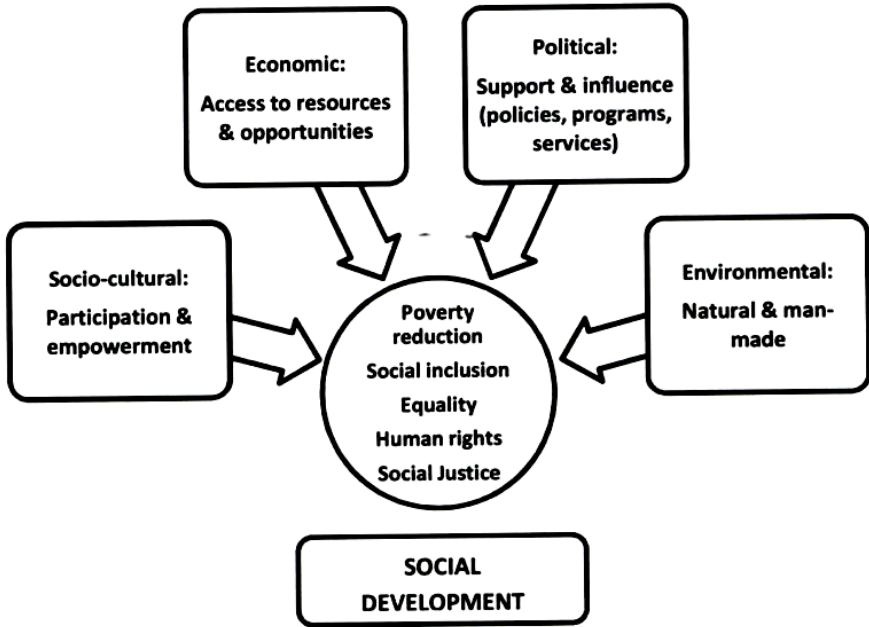 Economic:
Access to resources
& opportunities
Political:
Support & influence
(policies, programs,
services)
Socio-cultural:
Participation &
empowerment
Environmental:
Natural & man-
made
Poverty
reduction
Social inclusion
Equality
Human rights
Social Justice
SOCIAL
DEVELOPMENT